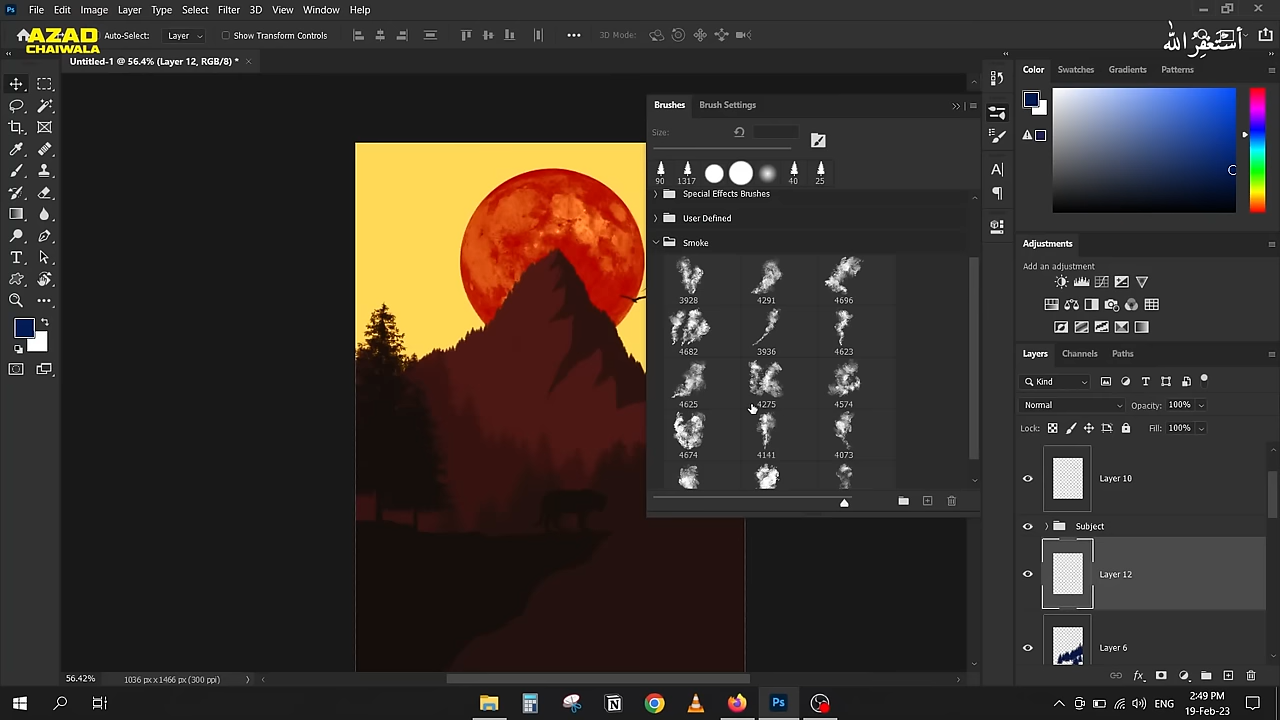 Ps File Edit Image Layer Type Select Filter 3D View Window Help
AZAD
CHAIWALA
Auto-Select: Layer Show Transform Controls 3D Mode:
أستغفر الله
Untitled-1 @ 56.4% (Layer 12, RGB/8) *
Brushes Brush Settings
Size:
90 1317 40 25
Special Effects Brushes
User Defined
Smoke
3928 4291 4696
4682 3936 4623
4625 4275 4574
4674 4141 4073
Color Swatches Gradients Patterns
Adjustments
Add an adjustment
Layers Channels Paths
Kind
Normal Opacity: 100%
Lock: Fill: 100%
Layer 10
Subject
Layer 12
Layer 6
56.42% 1036 px x 1466 px (300 ppi)
Ps ENG 2:49 PM
19-Feb-23